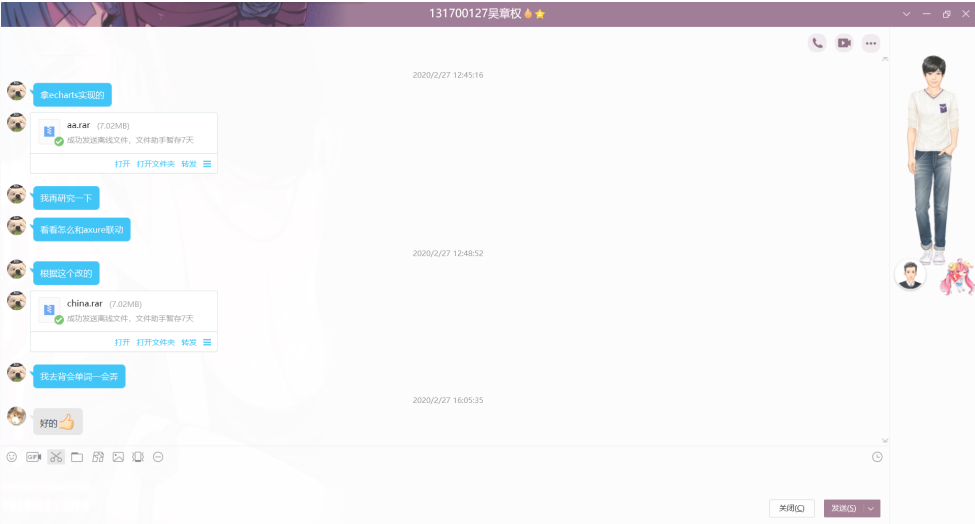 131700127吴章权
2020/2/27 12:45:16
拿echarts实现的
aa.rar (7.02MB)
成功发送离线文件，文件助手暂存7天
打开 打开文件夹 转发
我再研究一下
看看怎么和axure联动
2020/2/27 12:48:52
根据这个改的
china.rar (7.02MB)
成功发送离线文件，文件助手暂存7天
打开 打开文件夹 转发
我去背会单词一会弄
2020/2/27 16:05:35
好的
GIF
关闭(C) 发送(S)